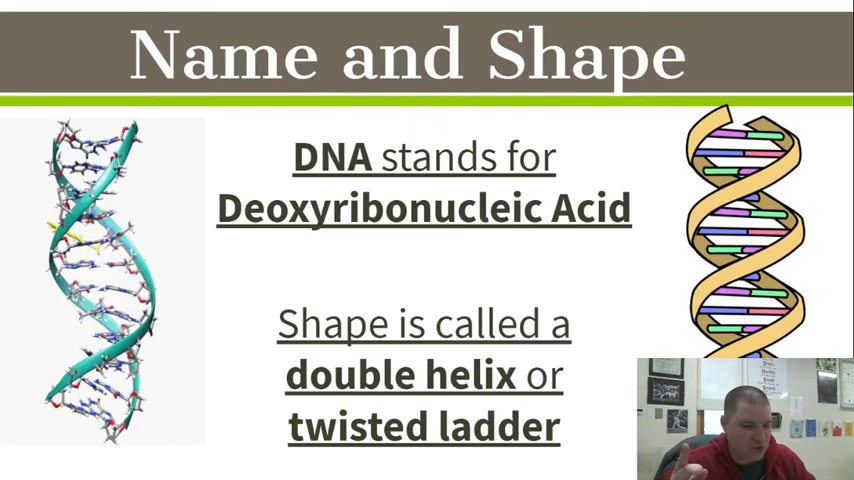 Name and Shape
DNA stands for
Deoxyribonucleic Acid
Shape is called a
double helix or
twisted ladder